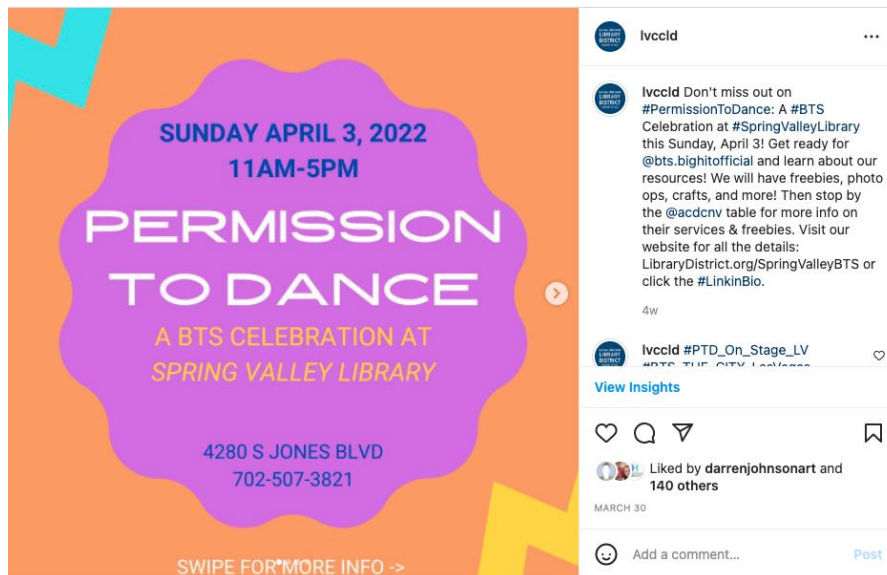 SUNDAY APRIL 3, 2022
11AM-5PM
PERMISSION
TO DANCE
A BTS CELEBRATION AT
SPRING VALLEY LIBRARY
4280 S JONES BLVD
702-507-3821
SWIPE FOR MORE INFO ->
lvccld
LIBRARY
DISTRICT
lvccld Don't miss out on
#PermissionToDance: A #BTS
Celebration at #SpringValleyLibrary
this Sunday, April 3! Get ready for
@bts.bighitofficial and learn about our
resources! We will have freebies, photo
ops, crafts, and more! Then stop by
the @acdcnv table for more info on
their services & freebies. Visit our
website for all the details:
LibraryDistrict.org/SpringValleyBTS or
click the #LinkinBio.
4w
lvccld #PTD_On_Stage_LV
#BTS_THE_CITY_LasVegas
View Insights
Liked by darrenjohnsonart and
140 others
MARCH 30
Add a comment...
Post